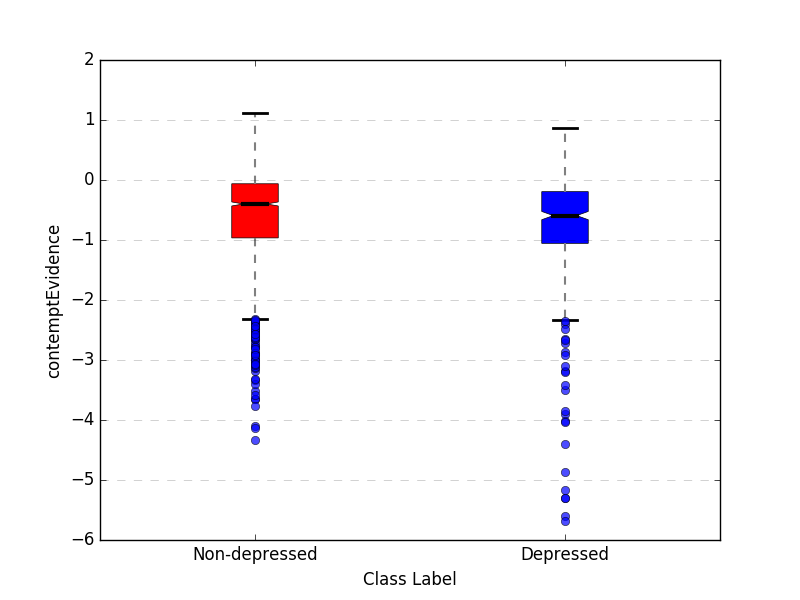 2
1
0
−1
−2
−3
−4
−5
−6
contemptEvidence
Non-depressed
Depressed
Class Label